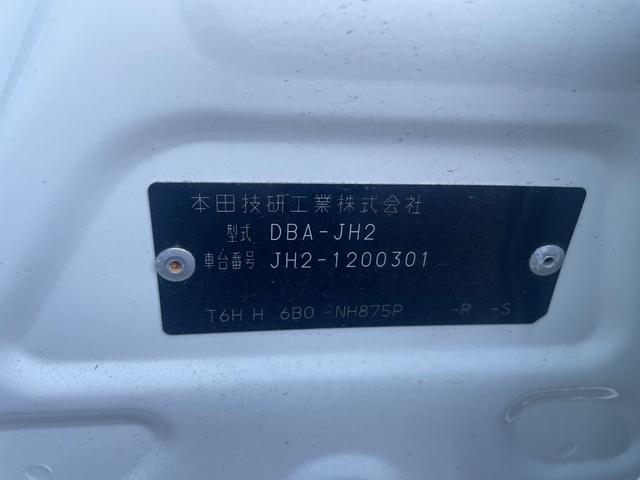 本田技研工業株式会社
型式 DBA-JH2
車台番号 JH2-1200301
T6H H 6B0 -NH875P -R -S